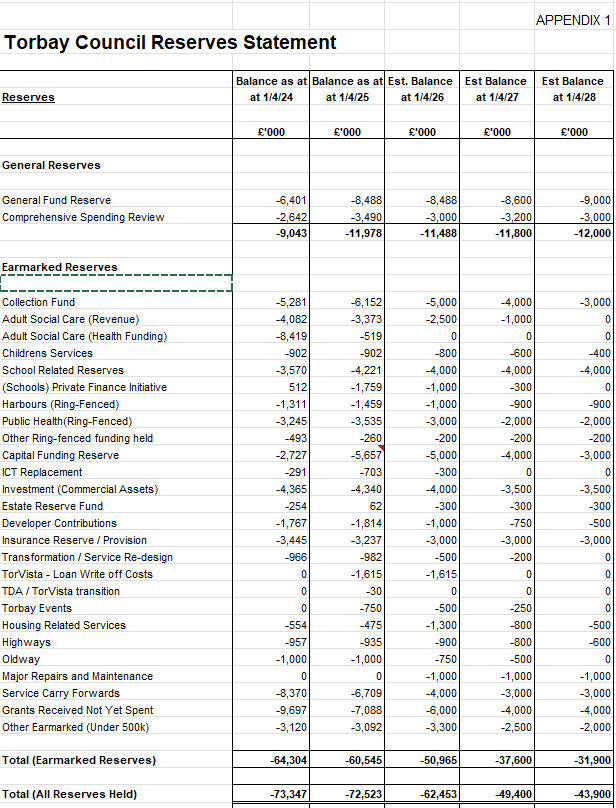 APPENDIX 1
Torbay Council Reserves Statement
Balance as at Balance as at Est. Balance Est Balance Est Balance
Reserves at 1/4/24 at 1/4/25 at 1/4/26 at 1/4/27 at 1/4/28
£'000 £'000 £'000 £'000 £'000
General Reserves
General Fund Reserve -6,401 -8,488 -8,488 -8,600 -9,000
Comprehensive Spending Review -2,642 -3,490 -3,000 -3,200 -3,000
-9,043 -11,978 -11,488 -11,800 -12,000
Earmarked Reserves
Collection Fund -5,281 -6,152 -5,000 -4,000 -3,000
Adult Social Care (Revenue) -4,082 -3,373 -2,500 -1,000 0
Adult Social Care (Health Funding) -8,419 -519 0 0 0
Childrens Services -902 -902 -800 -600 -400
School Related Reserves -3,570 -4,221 -4,000 -4,000 -4,000
(Schools) Private Finance Initiative 512 -1,759 -1,000 -300 0
Harbours (Ring-Fenced) -1,311 -1,459 -1,000 -900 -900
Public Health(Ring-Fenced) -3,245 -3,535 -3,000 -2,000 -2,000
Other Ring-fenced funding held -493 -260 -200 -200 -200
Capital Funding Reserve -2,727 -5,657 -5,000 -4,000 -3,000
ICT Replacement -291 -703 -300 0 0
Investment (Commercial Assets) -4,365 -4,340 -4,000 -3,500 -3,500
Estate Reserve Fund -254 62 -300 -300 -300
Developer Contributions -1,767 -1,814 -1,000 -750 -500
Insurance Reserve / Provision -3,445 -3,237 -3,000 -3,000 -3,000
Transformation / Service Re-design -966 -982 -500 -200 0
TorVista - Loan Write off Costs 0 -1,615 -1,615 0 0
TDA / TorVista transition 0 -30 0 0 0
Torbay Events 0 -750 -500 -250 0
Housing Related Services -554 -475 -1,300 -800 -500
Highways -957 -935 -900 -800 -600
Oldway -1,000 -1,000 -750 -500 0
Major Repairs and Maintenance 0 0 -1,000 -1,000 -1,000
Service Carry Forwards -8,370 -6,709 -4,000 -3,000 -3,000
Grants Received Not Yet Spent -9,697 -7,088 -6,000 -4,000 -4,000
Other Earmarked (Under 500k) -3,120 -3,092 -3,300 -2,500 -2,000
Total (Earmarked Reserves) -64,304 -60,545 -50,965 -37,600 -31,900
Total (All Reserves Held) -73,347 -72,523 -62,453 -49,400 -43,900